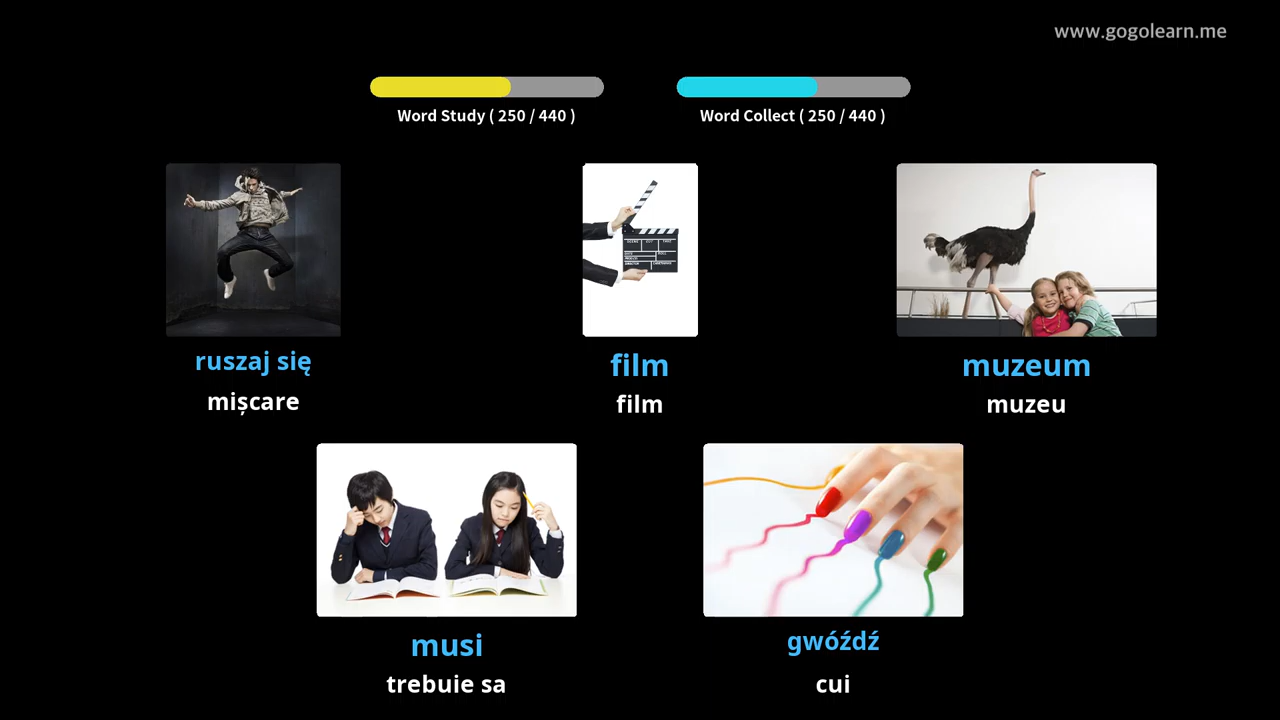 www.gogolearn.me
Word Study ( 250 / 440 )
Word Collect ( 250 / 440 )
ruszaj się
film
muzeum
mișcare
film
muzeu
musi
gwóźdź
trebuie sa
cui